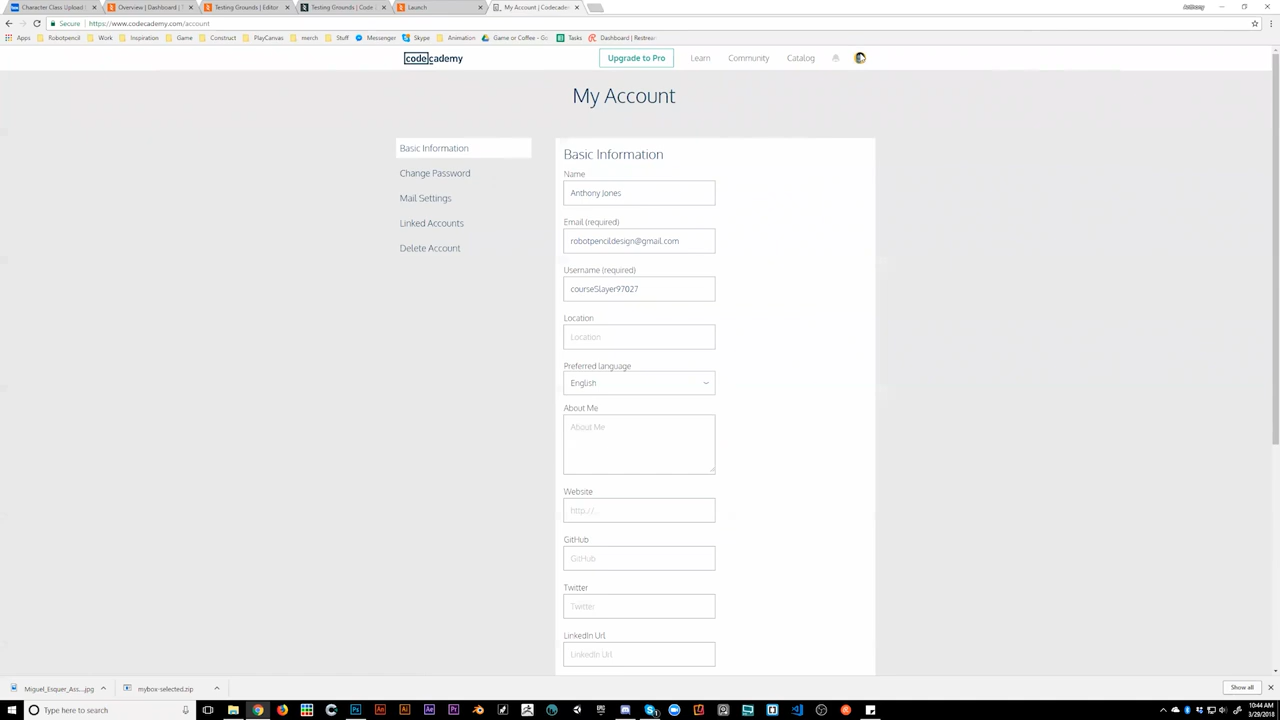 Character Class Upload
Overview | Dashboard |
Testing Grounds | Editor
Testing Grounds | Code
Launch
My Account | Codecadem
Anthony
Secure
https://www.codecademy.com/account
Apps
Robotpencil
Work
Inspiration
Game
Construct
PlayCanvas
Stuff
Messenger
Skype
Animation
Game or Coffee - Go
Tasks
Dashboard | Restrea
codecademy
Upgrade to Pro
Learn
Community
Catalog
My Account
Basic Information
Change Password
Mail Settings
Linked Accounts
Delete Account
Basic Information
Name
Anthony Jones
Email (required)
robotpencildesign@gmail.com
Username (required)
courseSlayer97027
Location
Location
Preferred language
English
About Me
About Me
Website
http://...
GitHub
GitHub
Twitter
Twitter
LinkedIn Url
LinkedIn Url
Miguel_Esquer_Ass....jpg
mybox-selected.zip
Show all
Type here to search
10:44 AM
3/29/2018